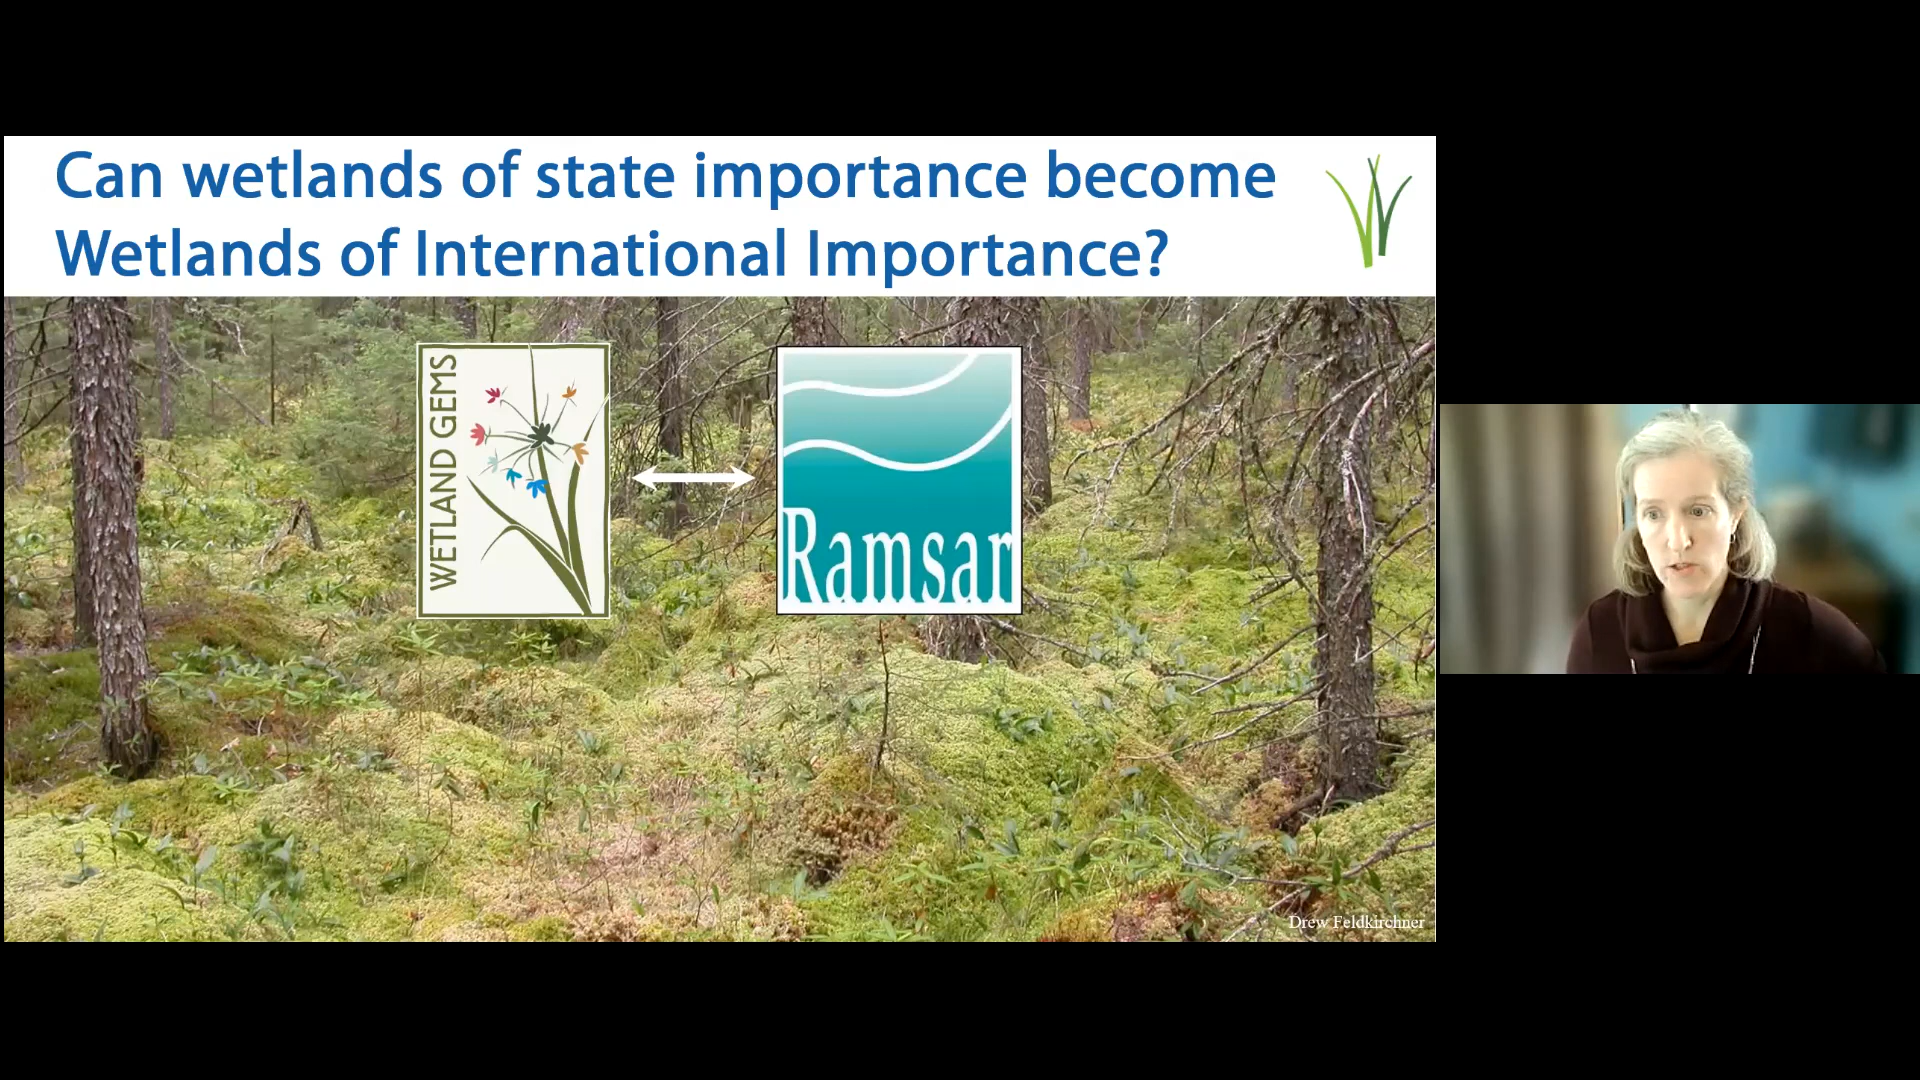 Can wetlands of state importance become
Wetlands of International Importance?
WETLAND GEMS
Ramsar
Drew Feldkirchner